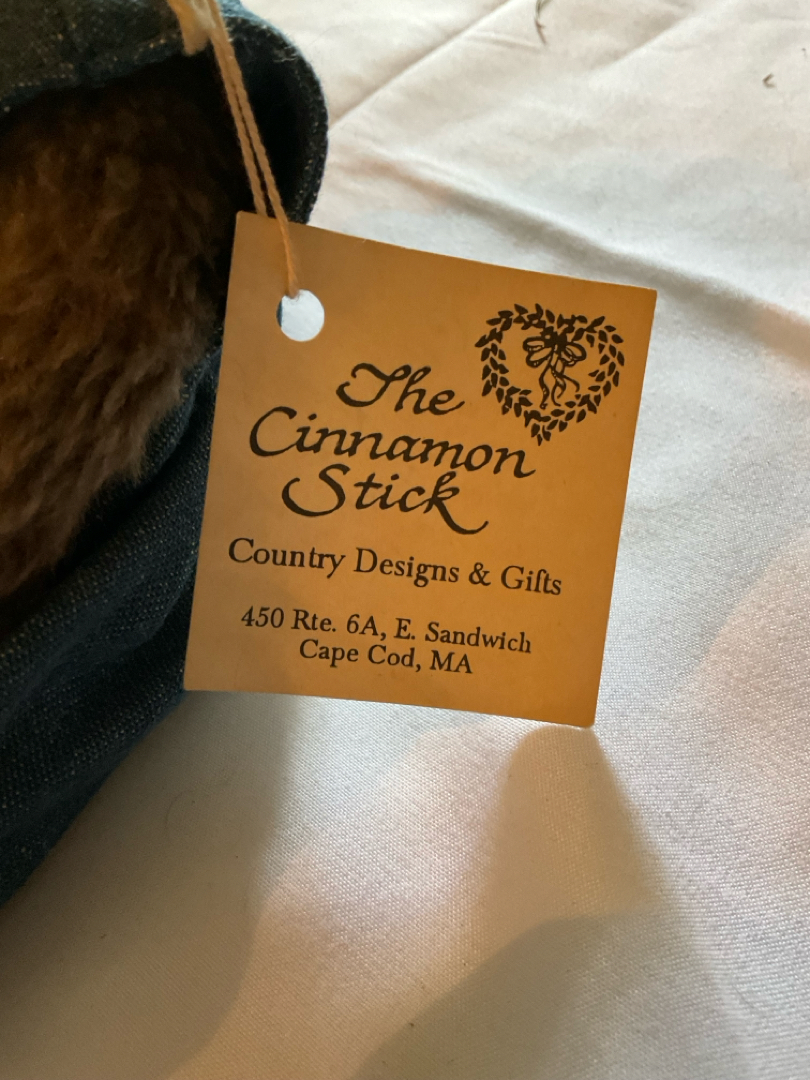 The
Cinnamon
Stick
Country Designs & Gifts
450 Rte. 6A, E. Sandwich
Cape Cod, MA